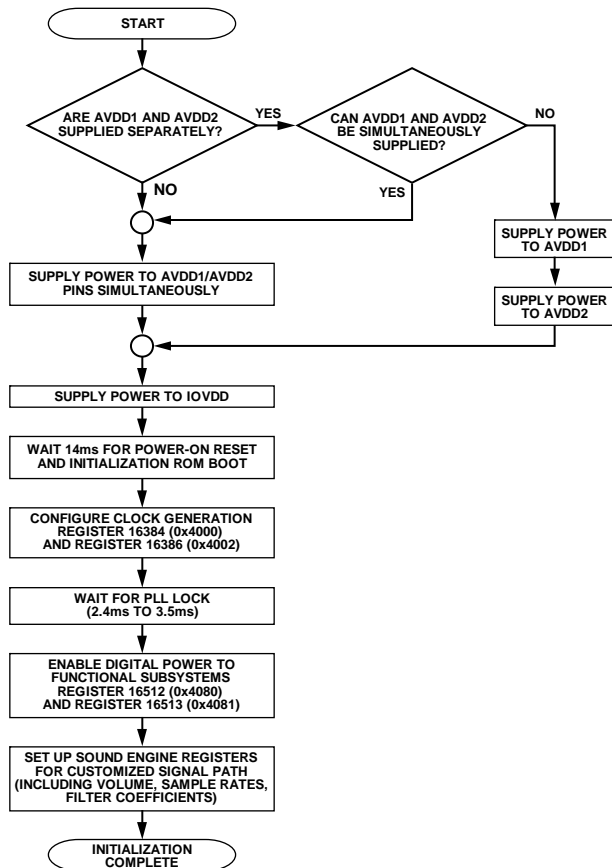 START
ARE AVDD1 AND AVDD2
SUPPLIED SEPARATELY?
YES
CAN AVDD1 AND AVDD2
BE SIMULTANEOUSLY
SUPPLIED?
NO
NO
YES
SUPPLY POWER
TO AVDD1
SUPPLY POWER TO AVDD1/AVDD2
PINS SIMULTANEOUSLY
SUPPLY POWER
TO AVDD2
SUPPLY POWER TO IOVDD
WAIT 14ms FOR POWER-ON RESET
AND INITIALIZATION ROM BOOT
CONFIGURE CLOCK GENERATION
REGISTER 16384 (0x4000)
AND REGISTER 16386 (0x4002)
WAIT FOR PLL LOCK
(2.4ms TO 3.5ms)
ENABLE DIGITAL POWER TO
FUNCTIONAL SUBSYSTEMS
REGISTER 16512 (0x4080)
AND REGISTER 16513 (0x4081)
SET UP SOUND ENGINE REGISTERS
FOR CUSTOMIZED SIGNAL PATH
(INCLUDING VOLUME, SAMPLE RATES,
FILTER COEFFICIENTS)
INITIALIZATION
COMPLETE